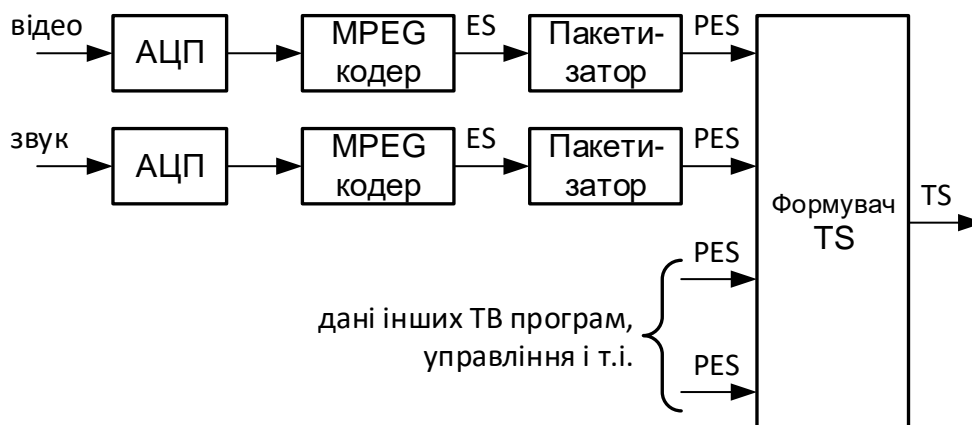 відео
АЦП
MPEG
кодер
ES
Пакети-
затор
PES
звук
АЦП
MPEG
кодер
ES
Пакети-
затор
PES
Формувач
TS
TS
PES
дані інших ТВ програм,
управління і т.і.
PES